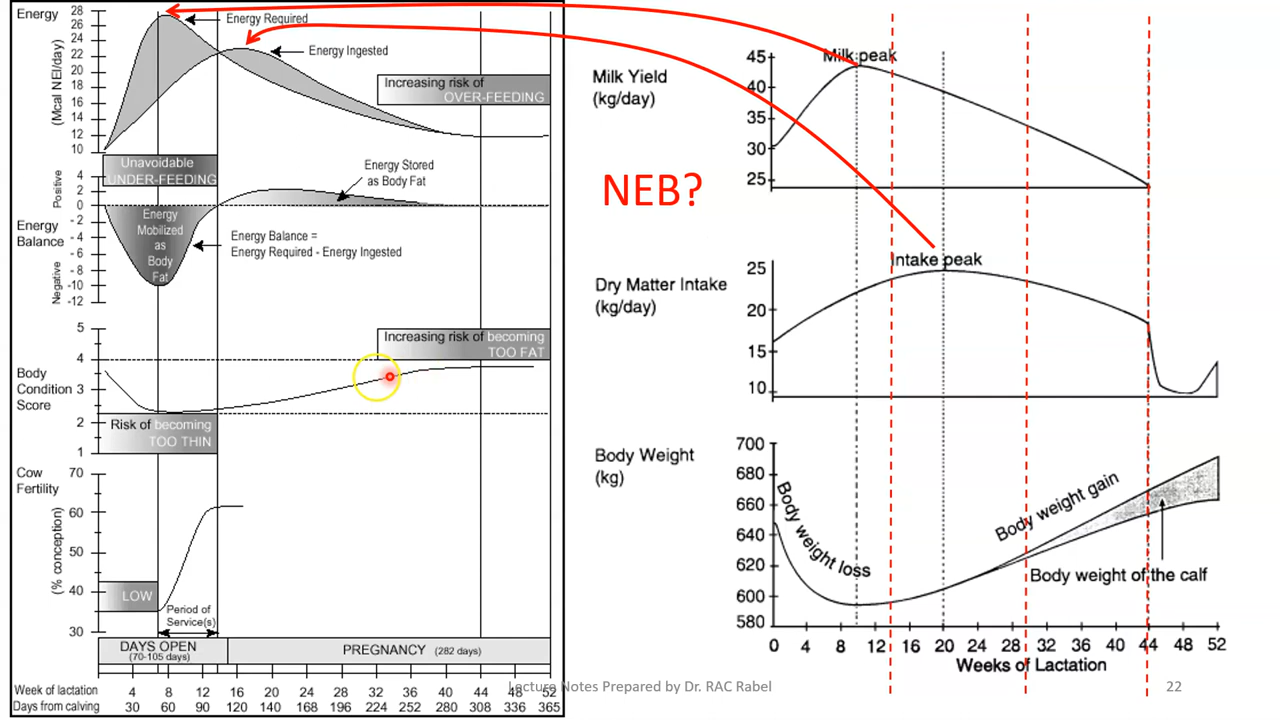 Energy
(Mcal NEl/day)
28
26
24
22
20
18
16
14
12
10
Energy Required
Energy Ingested
Increasing risk of
OVER-FEEDING
Unavoidable
UNDER-FEEDING
Energy
Balance
Positive
Negative
4
2
0
- 2
- 4
- 6
- 8
-10
-12
Energy
Mobilized
as
Body
Fat
Energy Stored
as Body Fat
Energy Balance =
Energy Required - Energy Ingested
Body
Condition
Score
5
4
3
2
1
Increasing risk of becoming
TOO FAT
Risk of becoming
TOO THIN
Cow
Fertility
(% conception)
70
60
50
40
30
LOW
Period of
Service(s)
DAYS OPEN
(70-105 days)
PREGNANCY (282 days)
Week of lactation 4 8 12 16 20 24 28 32 36 40 44 48 52
Days from calving 30 60 90 120 140 168 196 224 252 280 308 336 365
NEB?
Milk Yield
(kg/day)
45
40
35
30
25
Milk peak
Dry Matter Intake
(kg/day)
25
20
15
10
Intake peak
Body Weight
(kg)
700
680
660
640
620
600
580
Body weight loss
Body weight gain
Body weight of the calf
0 4 8 12 16 20 24 28 32 36 40 44 48 52
Weeks of Lactation
Lecture Notes Prepared by Dr. RAC Rabel
22